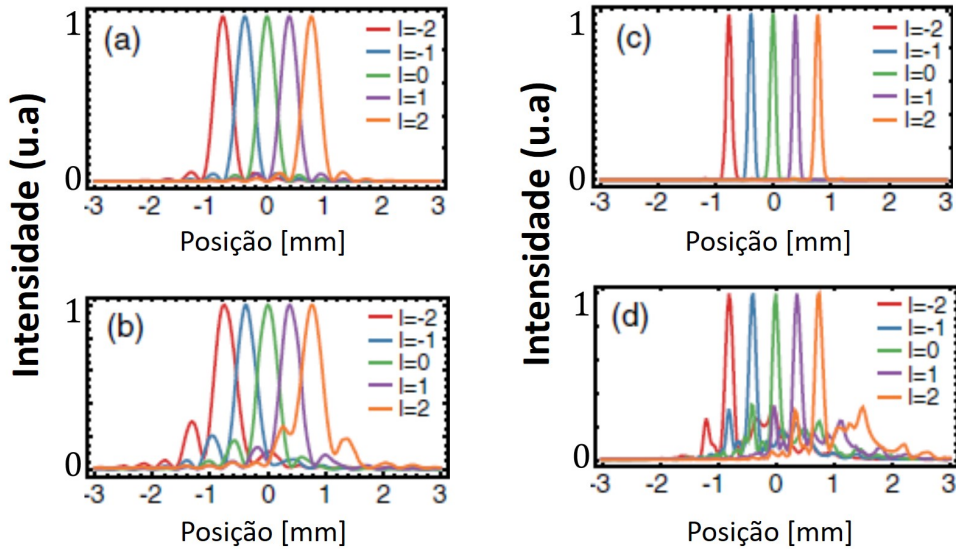 Intensidade (u.a)
(a)
l=-2
l=-1
l=0
l=1
l=2
1
0
-3 -2 -1 0 1 2 3
Posição [mm]
(b)
l=-2
l=-1
l=0
l=1
l=2
1
0
-3 -2 -1 0 1 2 3
Posição [mm]
Intensidade (u.a)
(c)
l=-2
l=-1
l=0
l=1
l=2
1
0
-3 -2 -1 0 1 2 3
Posição [mm]
(d)
l=-2
l=-1
l=0
l=1
l=2
1
0
-3 -2 -1 0 1 2 3
Posição [mm]